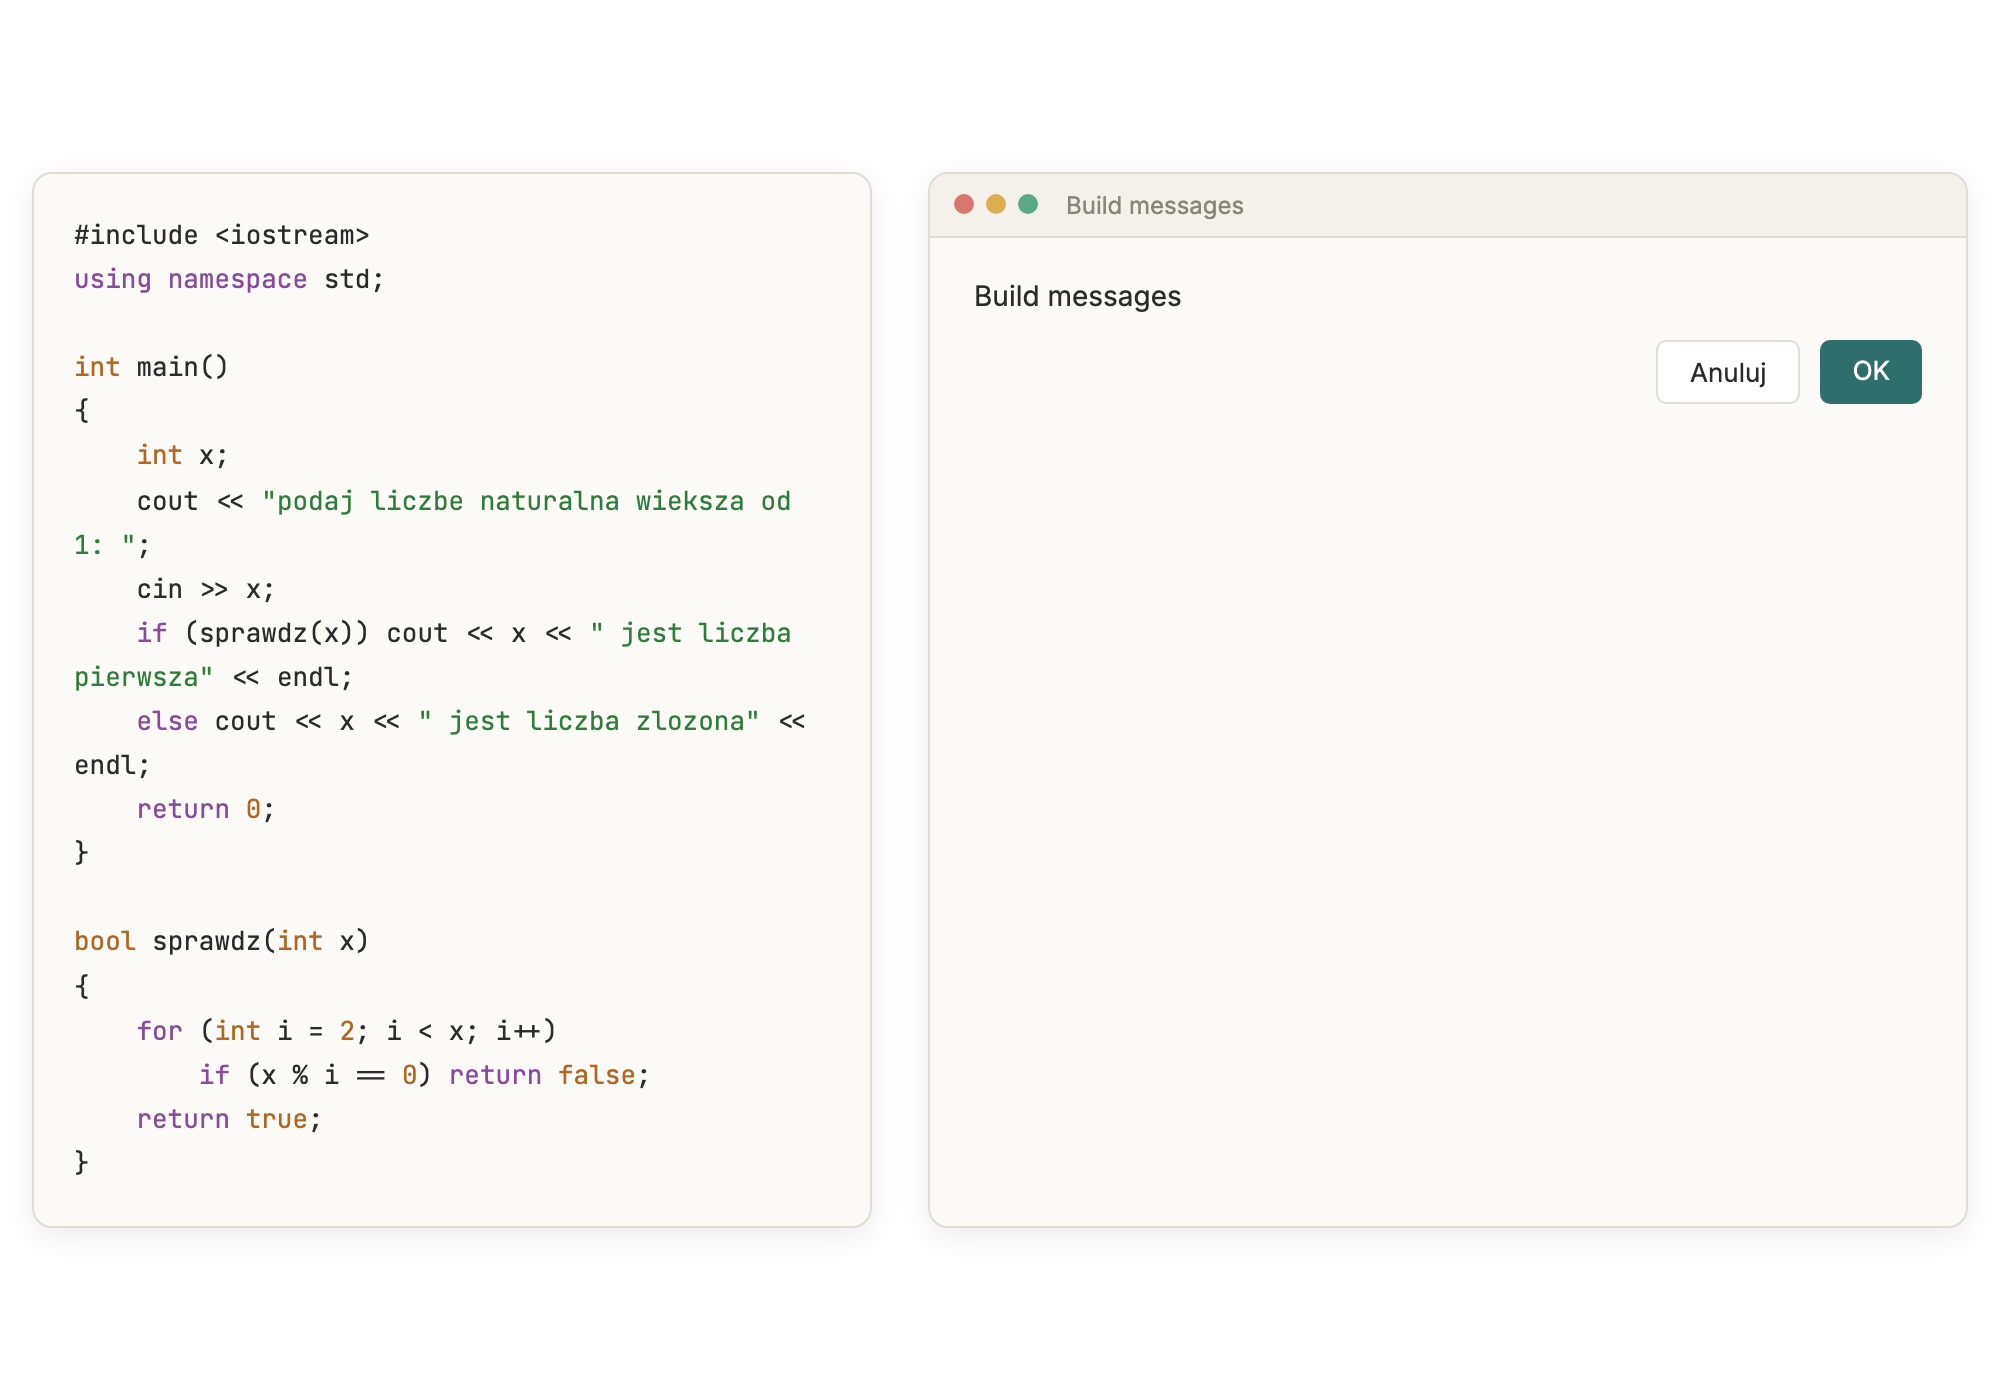 #include <iostream>
using namespace std;

int main()
{
    int x;
    cout << "podaj liczbe naturalna wieksza od
1: ";
    cin >> x;
    if (sprawdz(x)) cout << x << " jest liczba
pierwsza" << endl;
    else cout << x << " jest liczba zlozona" <<
endl;
    return 0;
}

bool sprawdz(int x)
{
    for (int i = 2; i < x; i++)
        if (x % i == 0) return false;
    return true;
}
Build messages
Build messages
Anuluj
OK